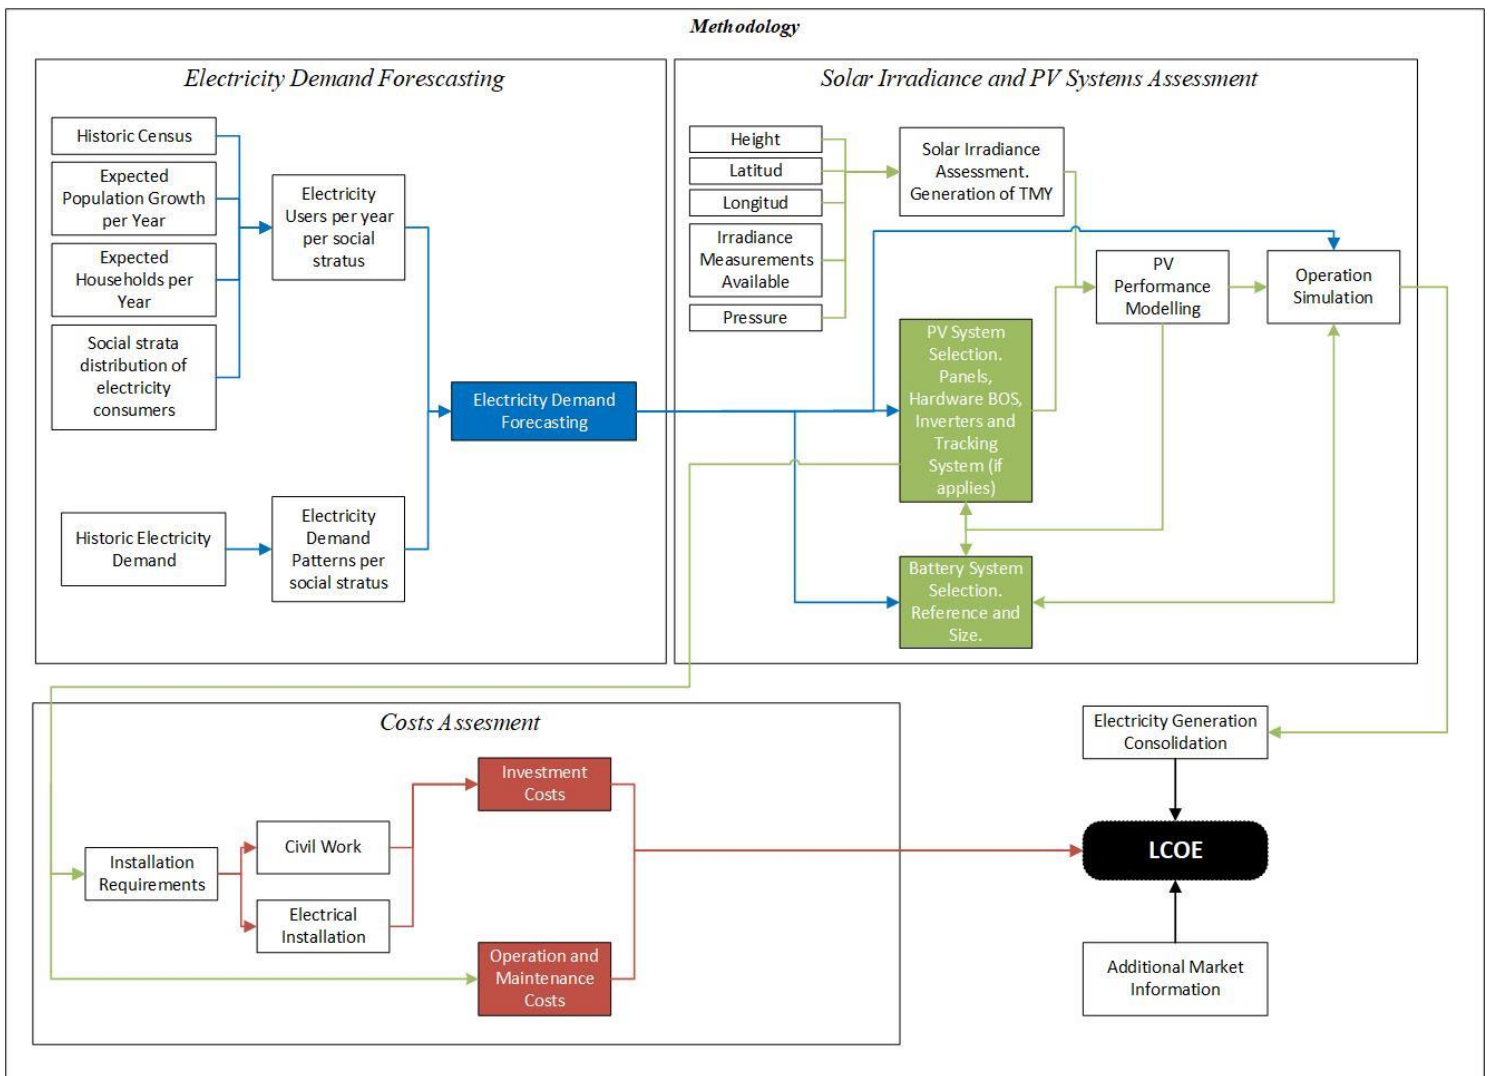 Methodology
Electricity Demand Forescasting
Historic Census
Expected
Population Growth
per Year
Expected
Households per
Year
Social strata
distribution of
electricity
consumers
Electricity
Users per year
per social
stratus
Historic Electricity
Demand
Electricity
Demand
Patterns per
social stratus
Electricity Demand
Forecasting
Solar Irradiance and PV Systems Assessment
Height
Latitud
Longitud
Irradiance
Measurements
Available
Pressure
Solar Irradiance
Assessment.
Generation of TMY
PV System
Selection.
Panels,
Hardware BOS,
Inverters and
Tracking
System (if
applies)
Battery System
Selection.
Reference and
Size.
PV
Performance
Modelling
Operation
Simulation
Costs Assesment
Installation
Requirements
Civil Work
Electrical
Installation
Investment
Costs
Operation and
Maintenance
Costs
Electricity Generation
Consolidation
LCOE
Additional Market
Information